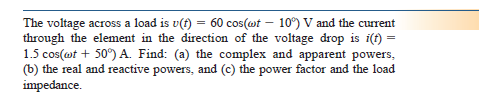 The voltage across a load is v(t) = 60 cos(ωt − 10°) V and the current
through the element in the direction of the voltage drop is i(t) =
1.5 cos(ωt + 50°) A. Find: (a) the complex and apparent powers,
(b) the real and reactive powers, and (c) the power factor and the load
impedance.